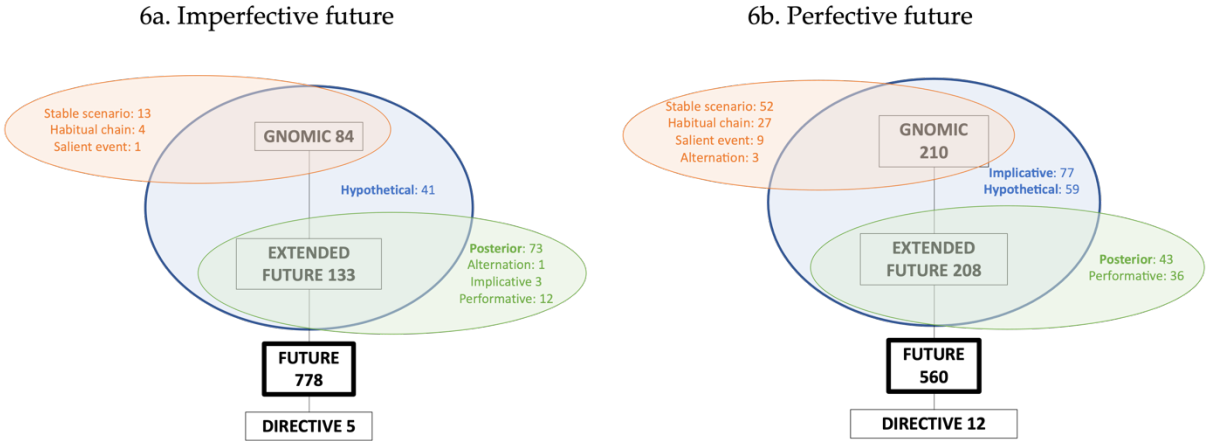 6a. Imperfective future
Stable scenario: 13
Habitual chain: 4
Salient event: 1
GNOMIC 84
Hypothetical: 41
EXTENDED
FUTURE 133
Posterior: 73
Alternation: 1
Implicative 3
Performative: 12
FUTURE
778
DIRECTIVE 5
6b. Perfective future
Stable scenario: 52
Habitual chain: 27
Salient event: 9
Alternation: 3
GNOMIC
210
Implicative: 77
Hypothetical: 59
EXTENDED
FUTURE 208
Posterior: 43
Performative: 36
FUTURE
560
DIRECTIVE 12